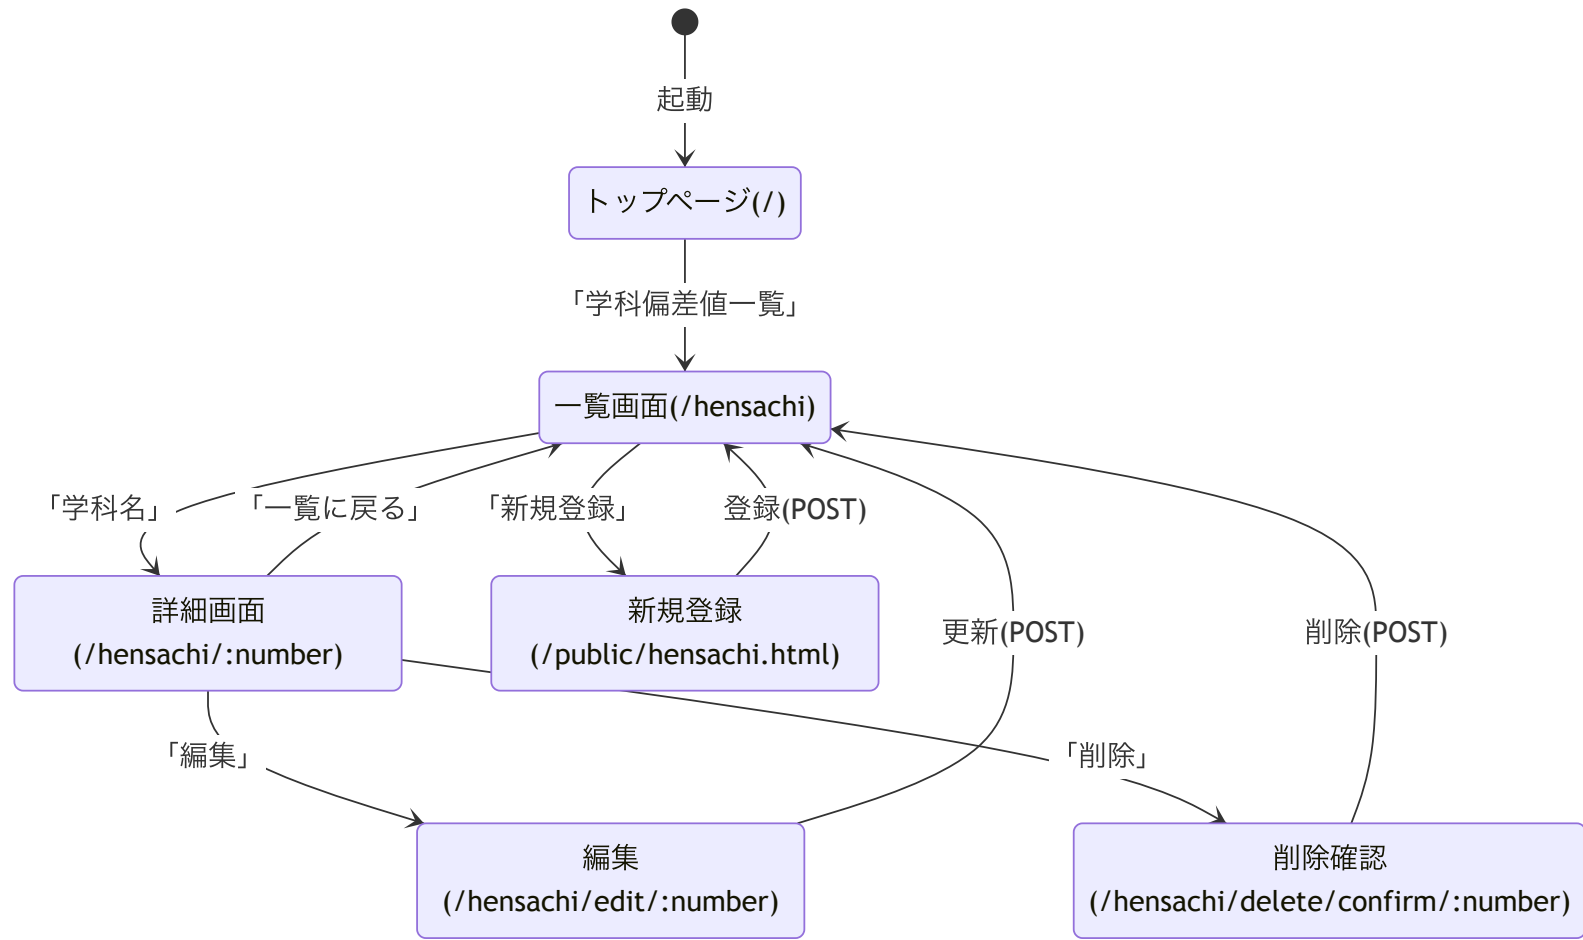 起動
トップページ(/)
「学科偏差値一覧」
一覧画面(/hensachi)
「学科名」
「一覧に戻る」
「新規登録」
登録(POST)
詳細画面
(/hensachi/:number)
新規登録
(/public/hensachi.html)
更新(POST)
削除(POST)
「編集」
「削除」
編集
(/hensachi/edit/:number)
削除確認
(/hensachi/delete/confirm/:number)